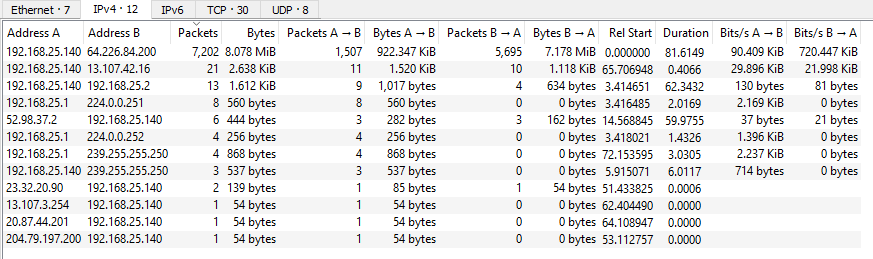 Ethernet · 7 IPv4 · 12 IPv6 TCP · 30 UDP · 8
Address A Address B Packets Bytes Packets A → B Bytes A → B Packets B → A Bytes B → A Rel Start Duration Bits/s A → B Bits/s B → A
192.168.25.140 64.226.84.200 7,202 8.078 MiB 1,507 922.347 KiB 5,695 7.178 MiB 0.000000 81.6149 90.409 KiB 720.447 KiB
192.168.25.140 13.107.42.16 21 2.638 KiB 11 1.520 KiB 10 1.118 KiB 65.706948 0.4066 29.896 KiB 21.998 KiB
192.168.25.140 192.168.25.2 13 1.612 KiB 9 1,017 bytes 4 634 bytes 3.414651 62.3432 130 bytes 81 bytes
192.168.25.1 224.0.0.251 8 560 bytes 8 560 bytes 0 0 bytes 3.416485 2.0169 2.169 KiB 0 bytes
52.98.37.2 192.168.25.140 6 444 bytes 3 282 bytes 3 162 bytes 14.568845 59.9755 37 bytes 21 bytes
192.168.25.1 224.0.0.252 4 256 bytes 4 256 bytes 0 0 bytes 3.418021 1.4326 1.396 KiB 0 bytes
192.168.25.1 239.255.255.250 4 868 bytes 4 868 bytes 0 0 bytes 72.153595 3.0305 2.237 KiB 0 bytes
192.168.25.140 239.255.255.250 3 537 bytes 3 537 bytes 0 0 bytes 5.915071 6.0117 714 bytes 0 bytes
23.32.20.90 192.168.25.140 2 139 bytes 1 85 bytes 1 54 bytes 51.433825 0.0006
13.107.3.254 192.168.25.140 1 54 bytes 1 54 bytes 0 0 bytes 62.404490 0.0000
20.87.44.201 192.168.25.140 1 54 bytes 1 54 bytes 0 0 bytes 64.108947 0.0000
204.79.197.200 192.168.25.140 1 54 bytes 1 54 bytes 0 0 bytes 53.112757 0.0000